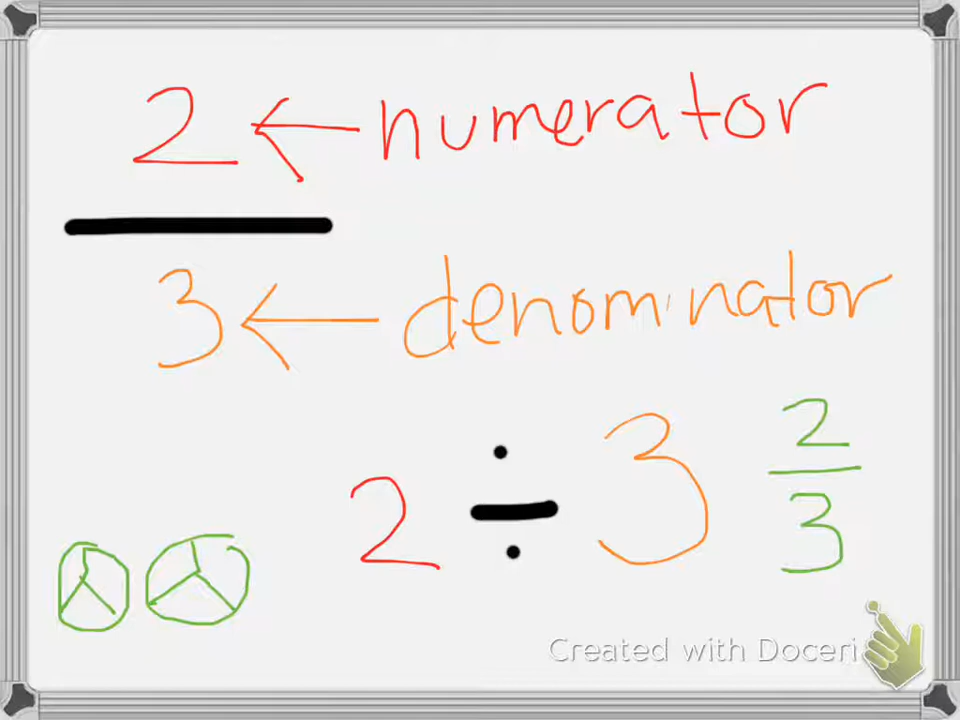 2 ← numerator
3 ← denominator
2 ÷ 3 2/3
Created with Doceri